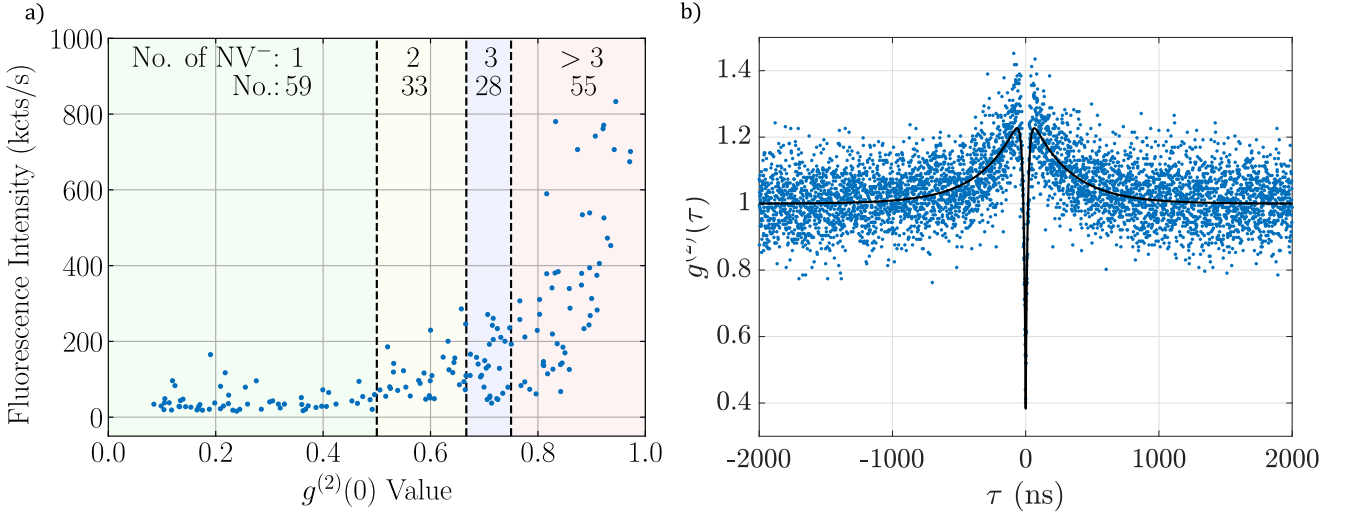 a)
1000
800
600
400
200
0
Fluorescence Intensity (kcts/s)
No. of NV⁻: 1 2 3 > 3
No.: 59 33 28 55
0.0 0.2 0.4 0.6 0.8 1.0
g⁽²⁾(0) Value
b)
1.4
1.2
1
0.8
0.6
0.4
g⁽²⁾(τ)
-2000 -1000 0 1000 2000
τ (ns)